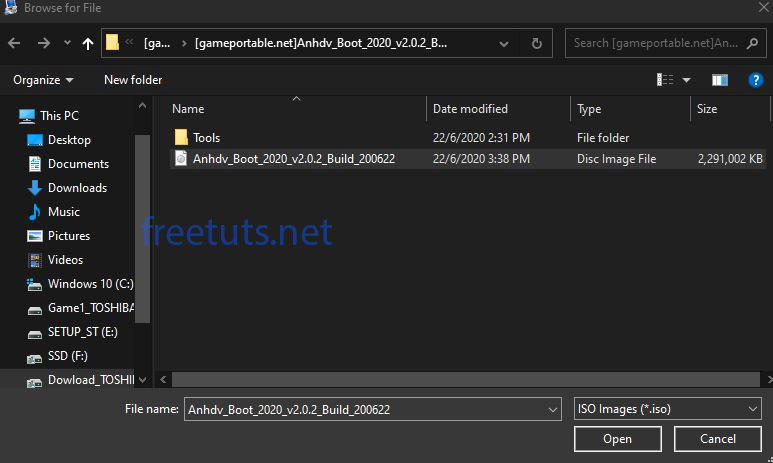 Browse for File
[ga... [gameportable.net]Anhdv_Boot_2020_v2.0.2_B... Search [gameportable.net]An...
Organize New folder
This PC
Desktop
Documents
Downloads
Music
Pictures
Videos
Windows 10 (C:)
Game1_TOSHIBA
SETUP_ST (E:)
SSD (F:)
Dowload_TOSHI
Name Date modified Type Size
Tools 22/6/2020 2:31 PM File folder
Anhdv_Boot_2020_v2.0.2_Build_200622 22/6/2020 3:38 PM Disc Image File 2,291,002 KB
freetuts.net
File name: Anhdv_Boot_2020_v2.0.2_Build_200622 ISO Images (*.iso)
Open Cancel